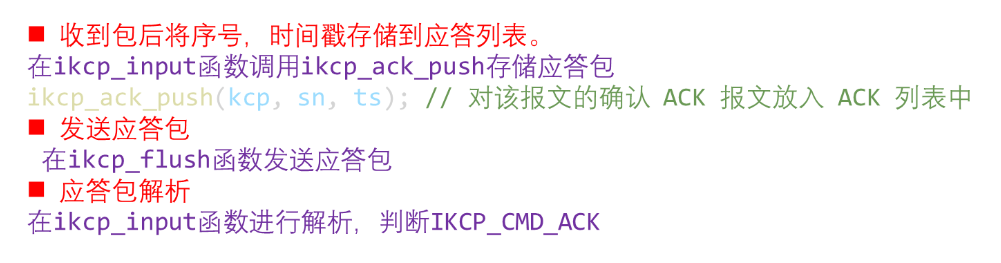 ■ 收到包后将序号，时间戳存储到应答列表。
在ikcp_input函数调用ikcp_ack_push存储应答包
ikcp_ack_push(kcp, sn, ts); // 对该报文的确认 ACK 报文放入 ACK 列表中
■ 发送应答包
在ikcp_flush函数发送应答包
■ 应答包解析
在ikcp_input函数进行解析，判断IKCP_CMD_ACK